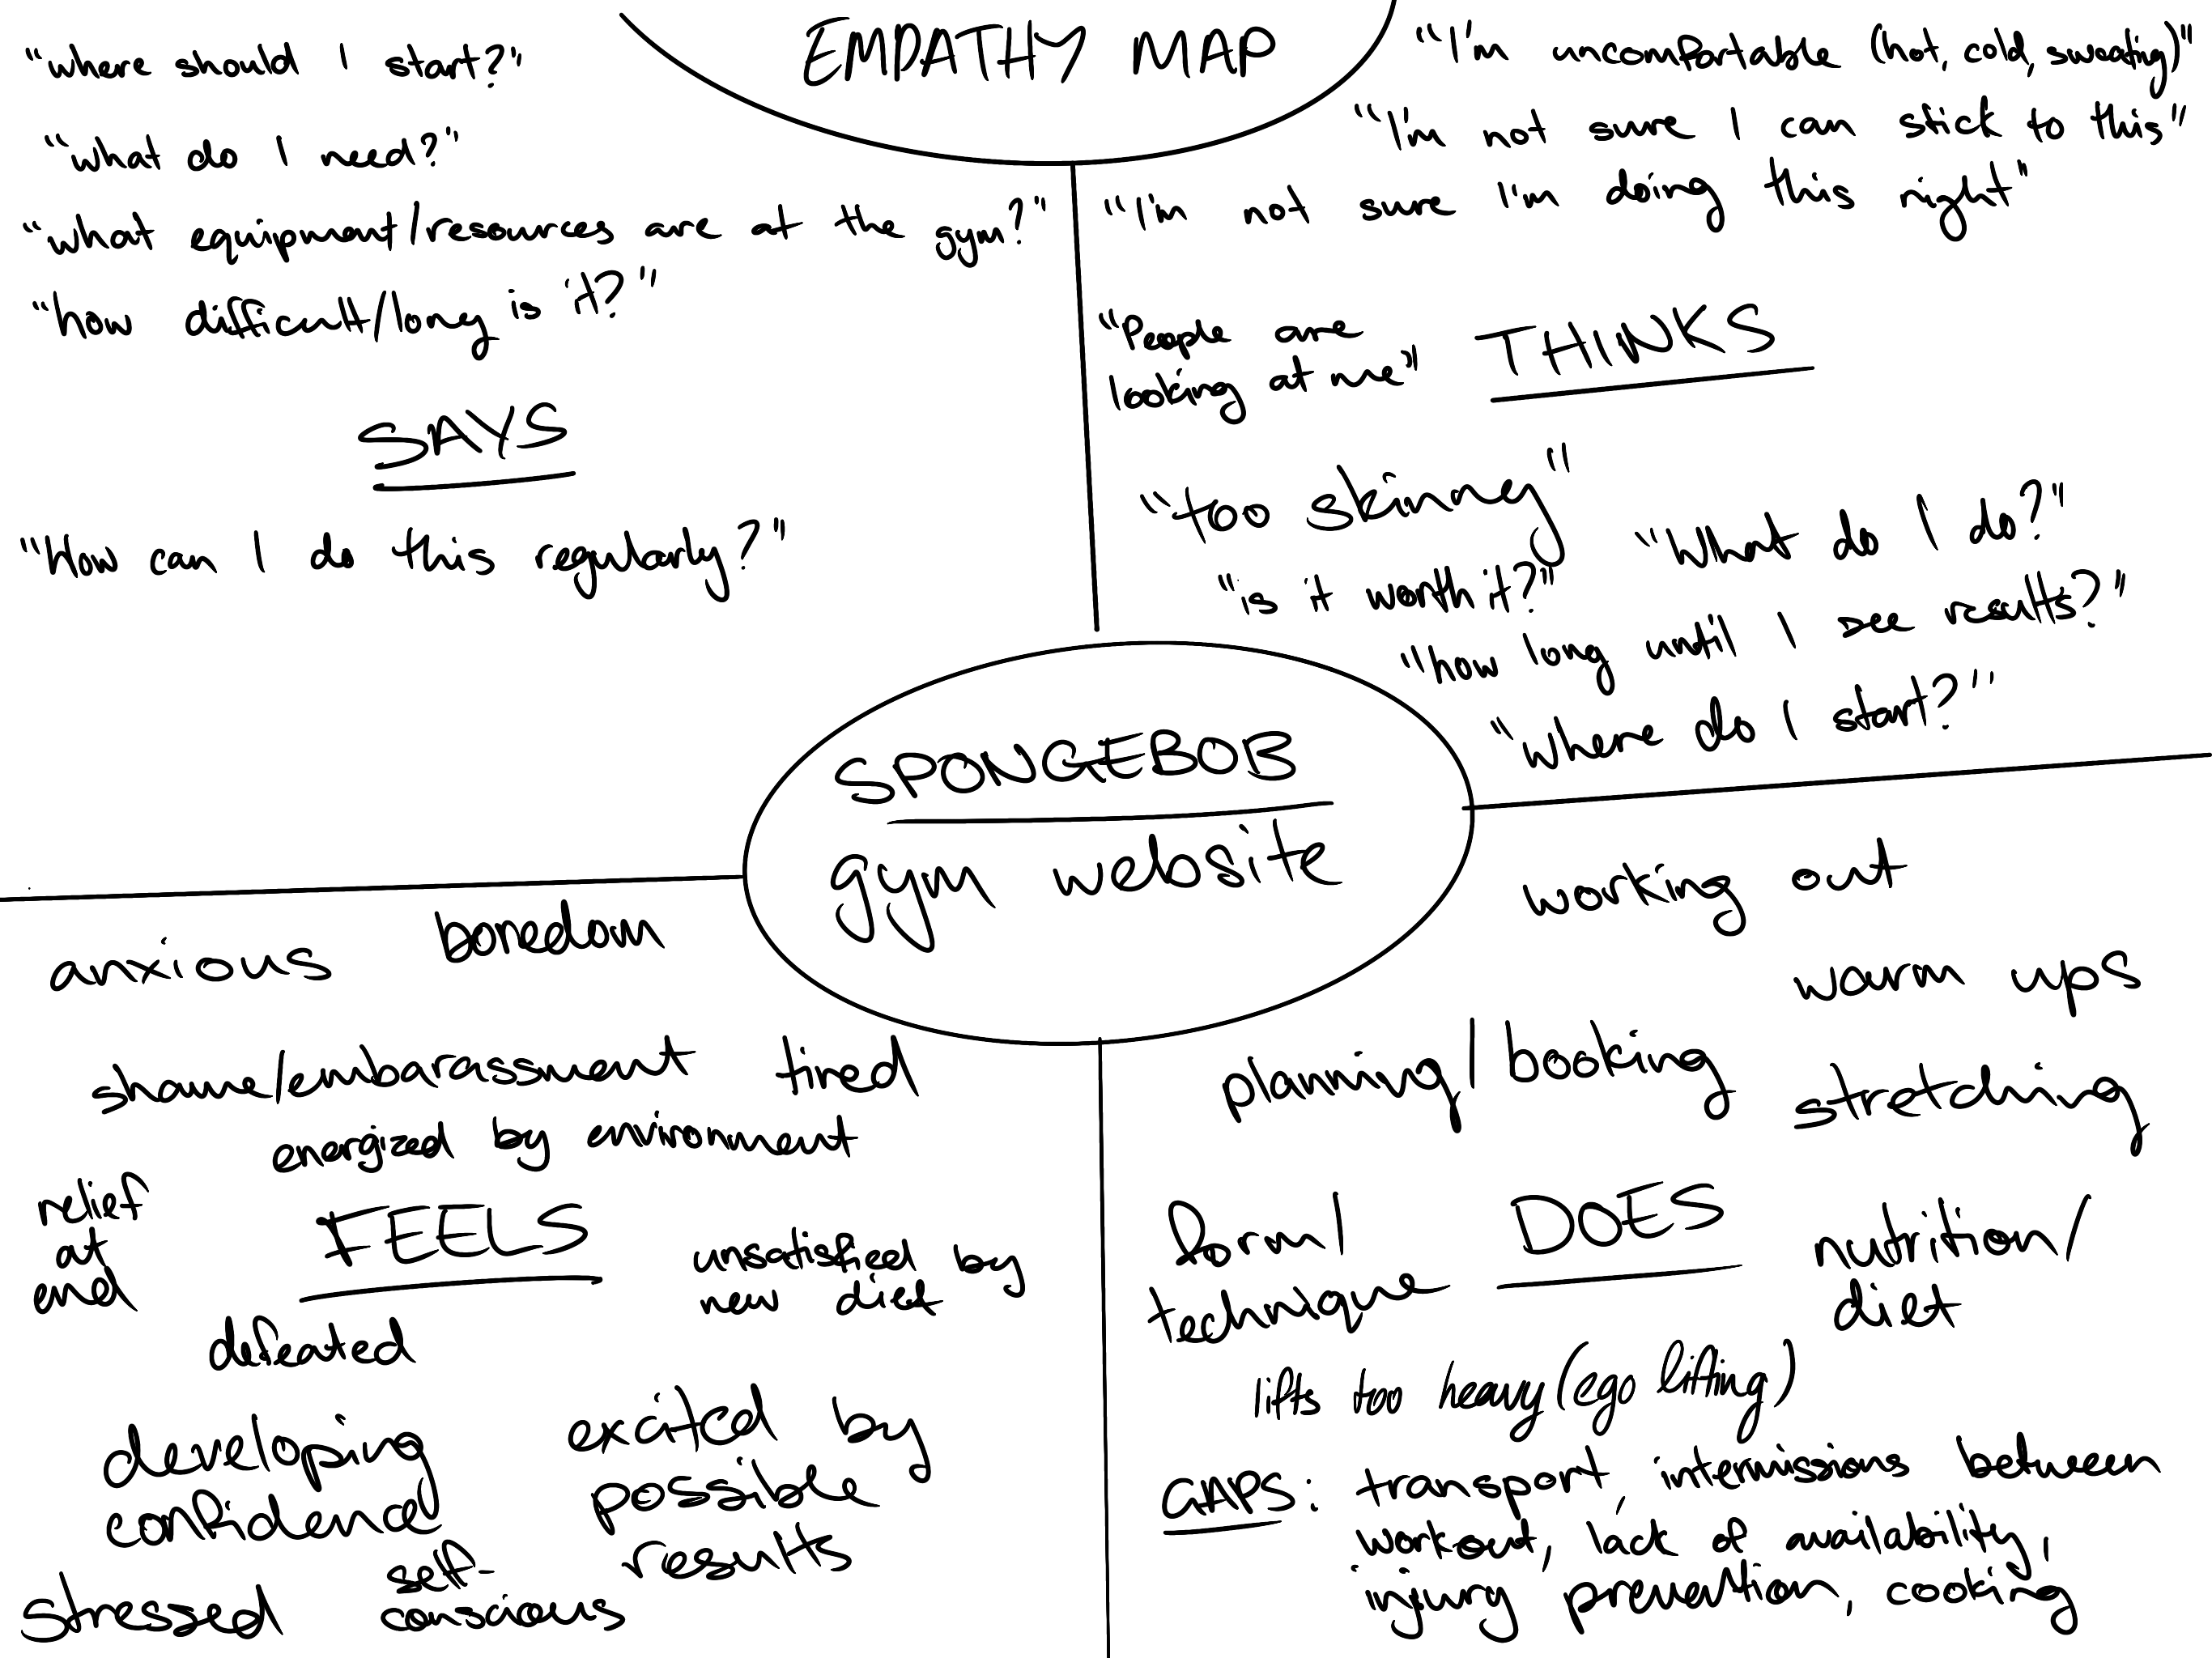 EMPATHY MAP
"where should I start?"
"what do I need?"
"what equipment/resources are at the gym?"
"how difficult/long is it?"
SAYS
"How can I do this regularly?"
"I'm uncomfortable (hot, cold, sweating)"
"I'm not sure I can stick to this"
"I'm not sure I'm doing this right"
"People are
looking at me"
THINKS
"too skinny"
"What do I do?"
"is it worth it?"
"how long until I see results?"
"Where do I start?"
SPONGEBOB
gym website
anxious
boredom
shame/embarassment
tired
energized by environment
relief
at
end
FEELS
unsatisfied by
new diet
defeated
developing
confidence
excited by
possible
results
stressed
self-
conscious
working out
warm ups
planning/booking
stretching
form/
technique
DOES
nutrition/
diet
lifts too heavy (ego lifting)
GAPS: transport, intermissions between
workout, lack of availability,
injury prevention, cooking